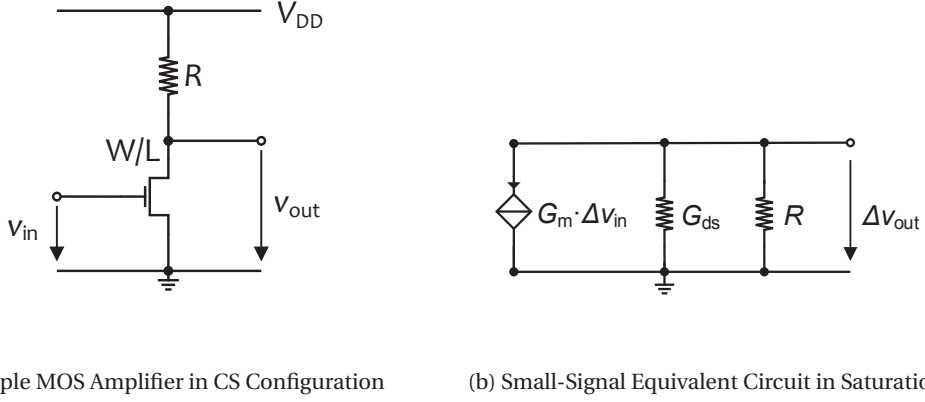 V_DD
R
W/L
v_in
v_out
G_m·Δv_in
G_ds
R
Δv_out
ple MOS Amplifier in CS Configuration
(b) Small-Signal Equivalent Circuit in Saturatio